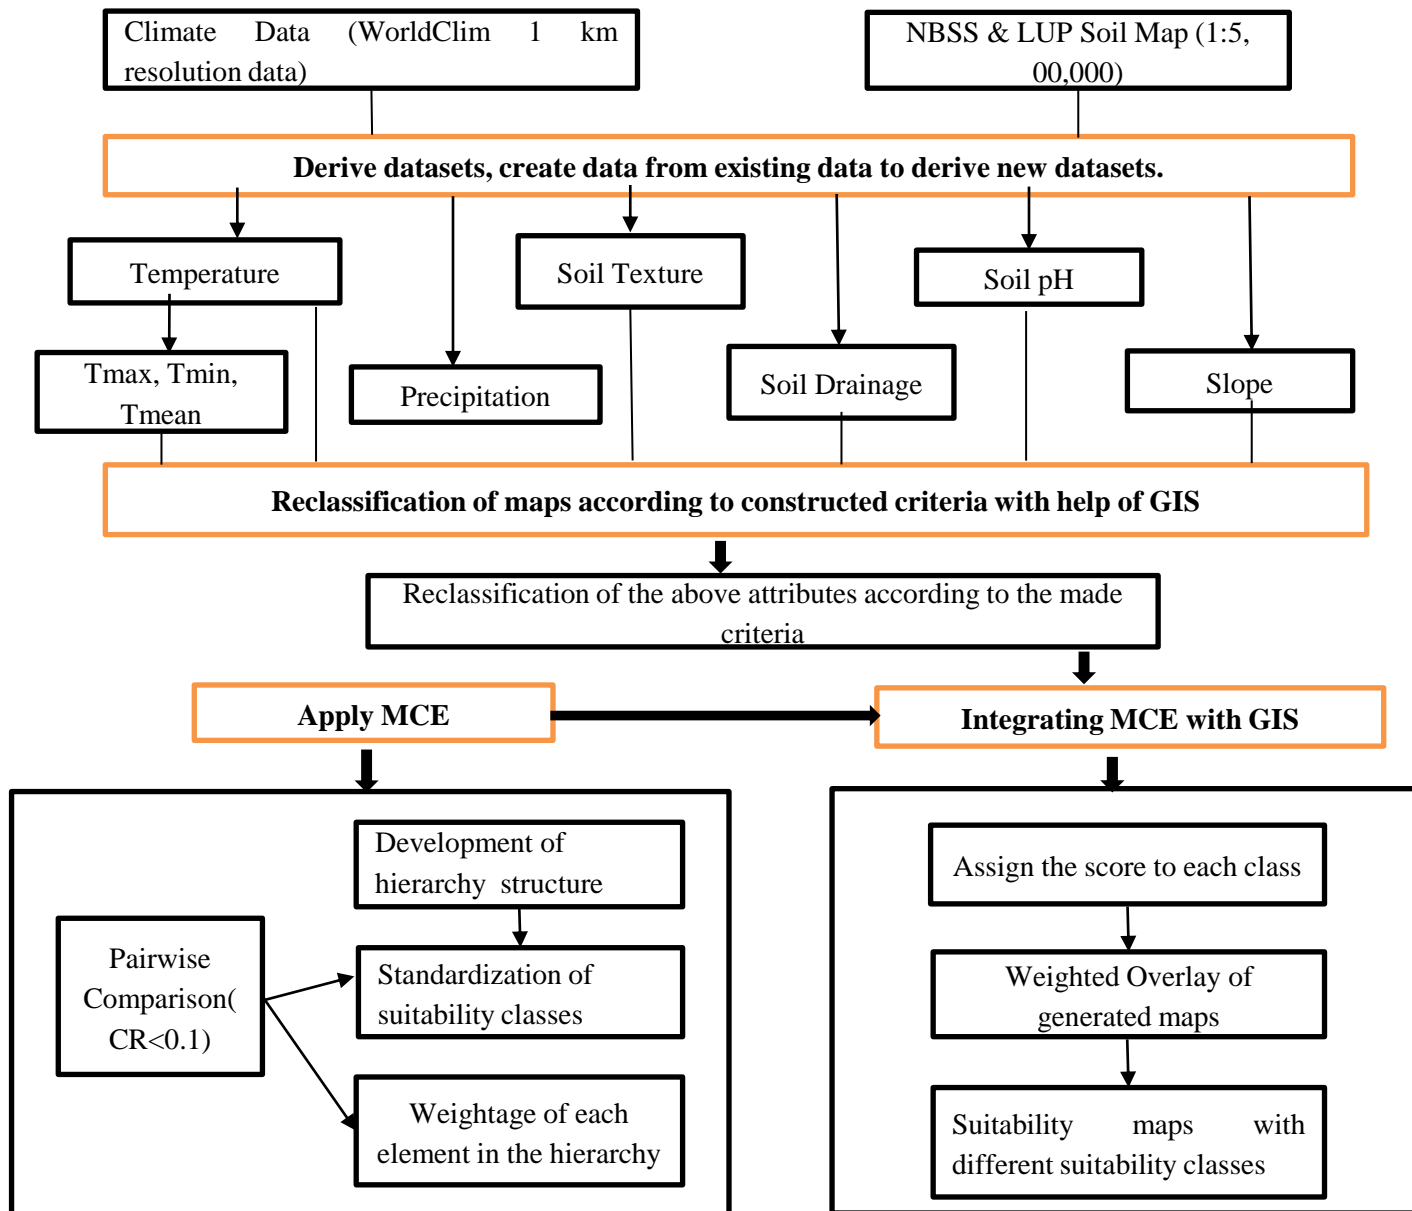 Climate Data (WorldClim 1 km
resolution data)
NBSS & LUP Soil Map (1:5,
00,000)
Derive datasets, create data from existing data to derive new datasets.
Temperature
Soil Texture
Soil pH
Tmax, Tmin,
Tmean
Precipitation
Soil Drainage
Slope
Reclassification of maps according to constructed criteria with help of GIS
Reclassification of the above attributes according to the made
criteria
Apply MCE
Integrating MCE with GIS
Development of
hierarchy structure
Pairwise
Comparison(
CR<0.1)
Standardization of
suitability classes
Weightage of each
element in the hierarchy
Assign the score to each class
Weighted Overlay of
generated maps
Suitability maps with
different suitability classes